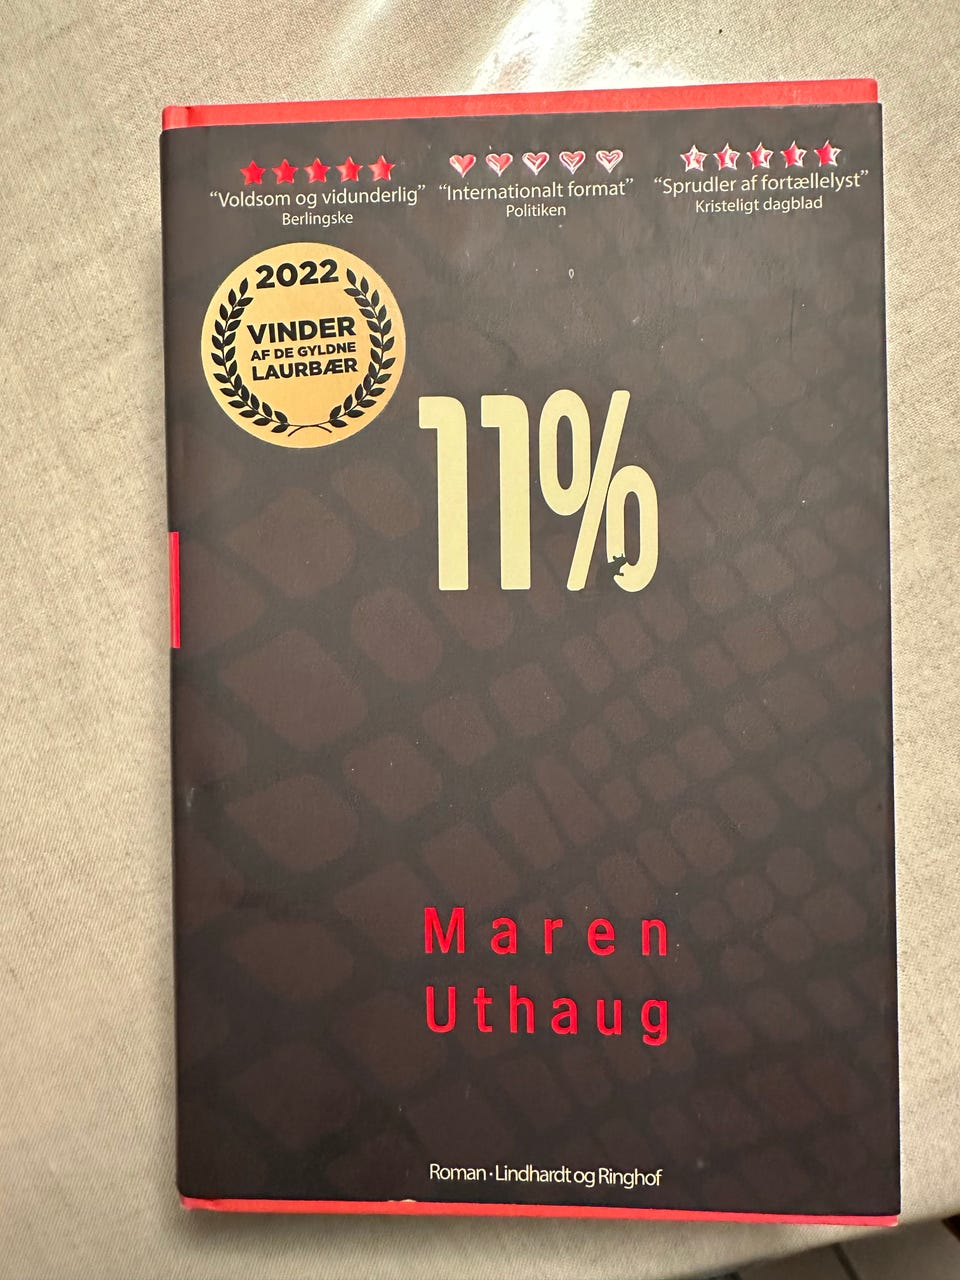 “Voldsom og vidunderlig”
Berlingske
“Internationalt format”
Politiken
“Sprudler af fortællelyst”
Kristeligt dagblad
2022
VINDER
AF DE GYLDNE
LAURBÆR
11%
Maren
Uthaug
Roman · Lindhardt og Ringhof